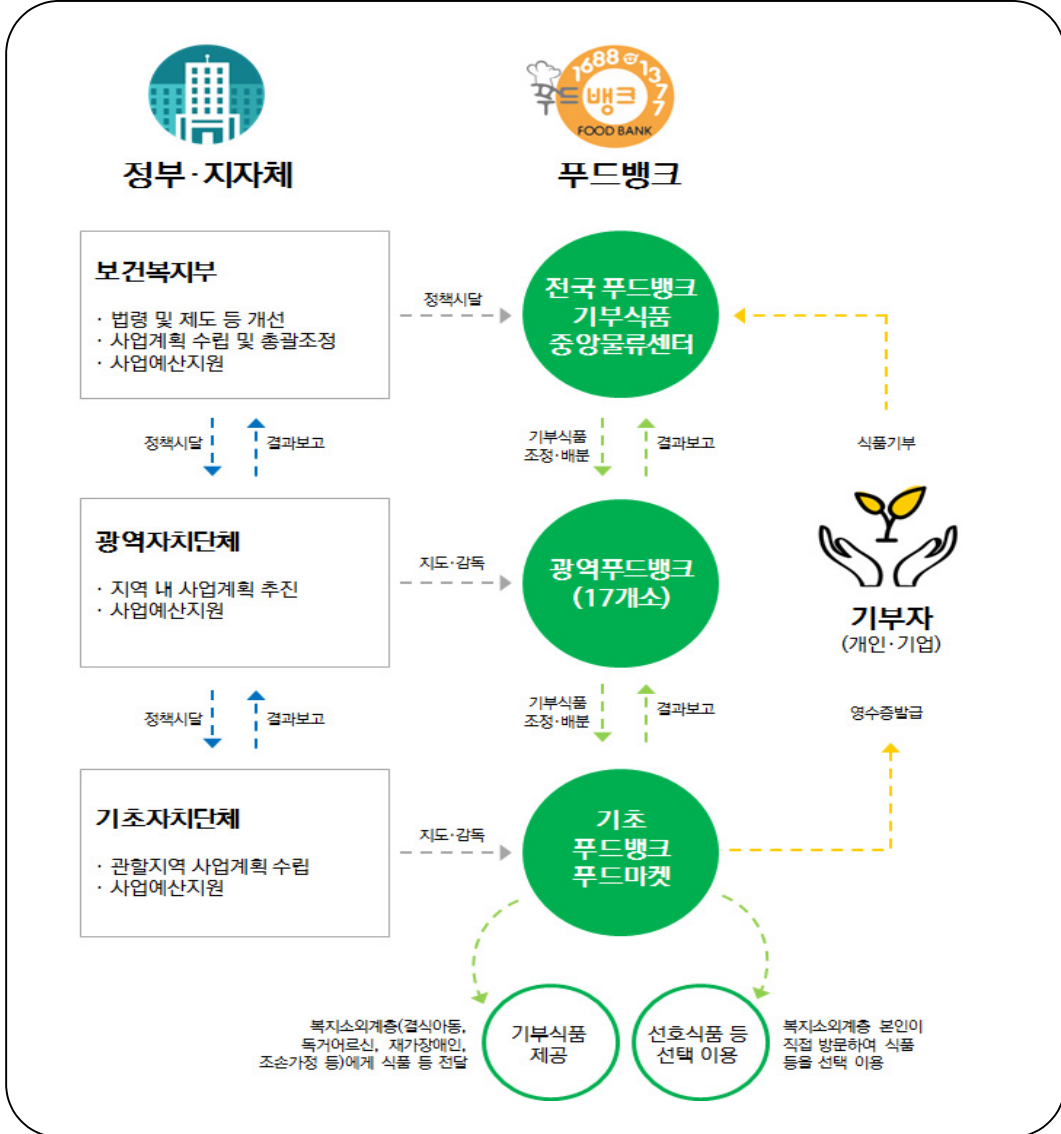 1688 1377
푸드 뱅크
FOOD BANK
정부·지자체
푸드뱅크
보건복지부
· 법령 및 제도 등 개선
· 사업계획 수립 및 총괄조정
· 사업예산지원
정책시달
전국 푸드뱅크
기부식품
중앙물류센터
정책시달
결과보고
기부식품
조정·배분
결과보고
식품기부
광역자치단체
· 지역 내 사업계획 추진
· 사업예산지원
지도·감독
광역푸드뱅크
(17개소)
기부자
(개인·기업)
정책시달
결과보고
기부식품
조정·배분
결과보고
영수증발급
기초자치단체
· 관할지역 사업계획 수립
· 사업예산지원
지도·감독
기초
푸드뱅크
푸드마켓
복지소외계층(결식아동,
독거어르신, 재가장애인,
조손가정 등)에게 식품 등 전달
기부식품
제공
선호식품 등
선택 이용
복지소외계층 본인이
직접 방문하여 식품
등을 선택 이용